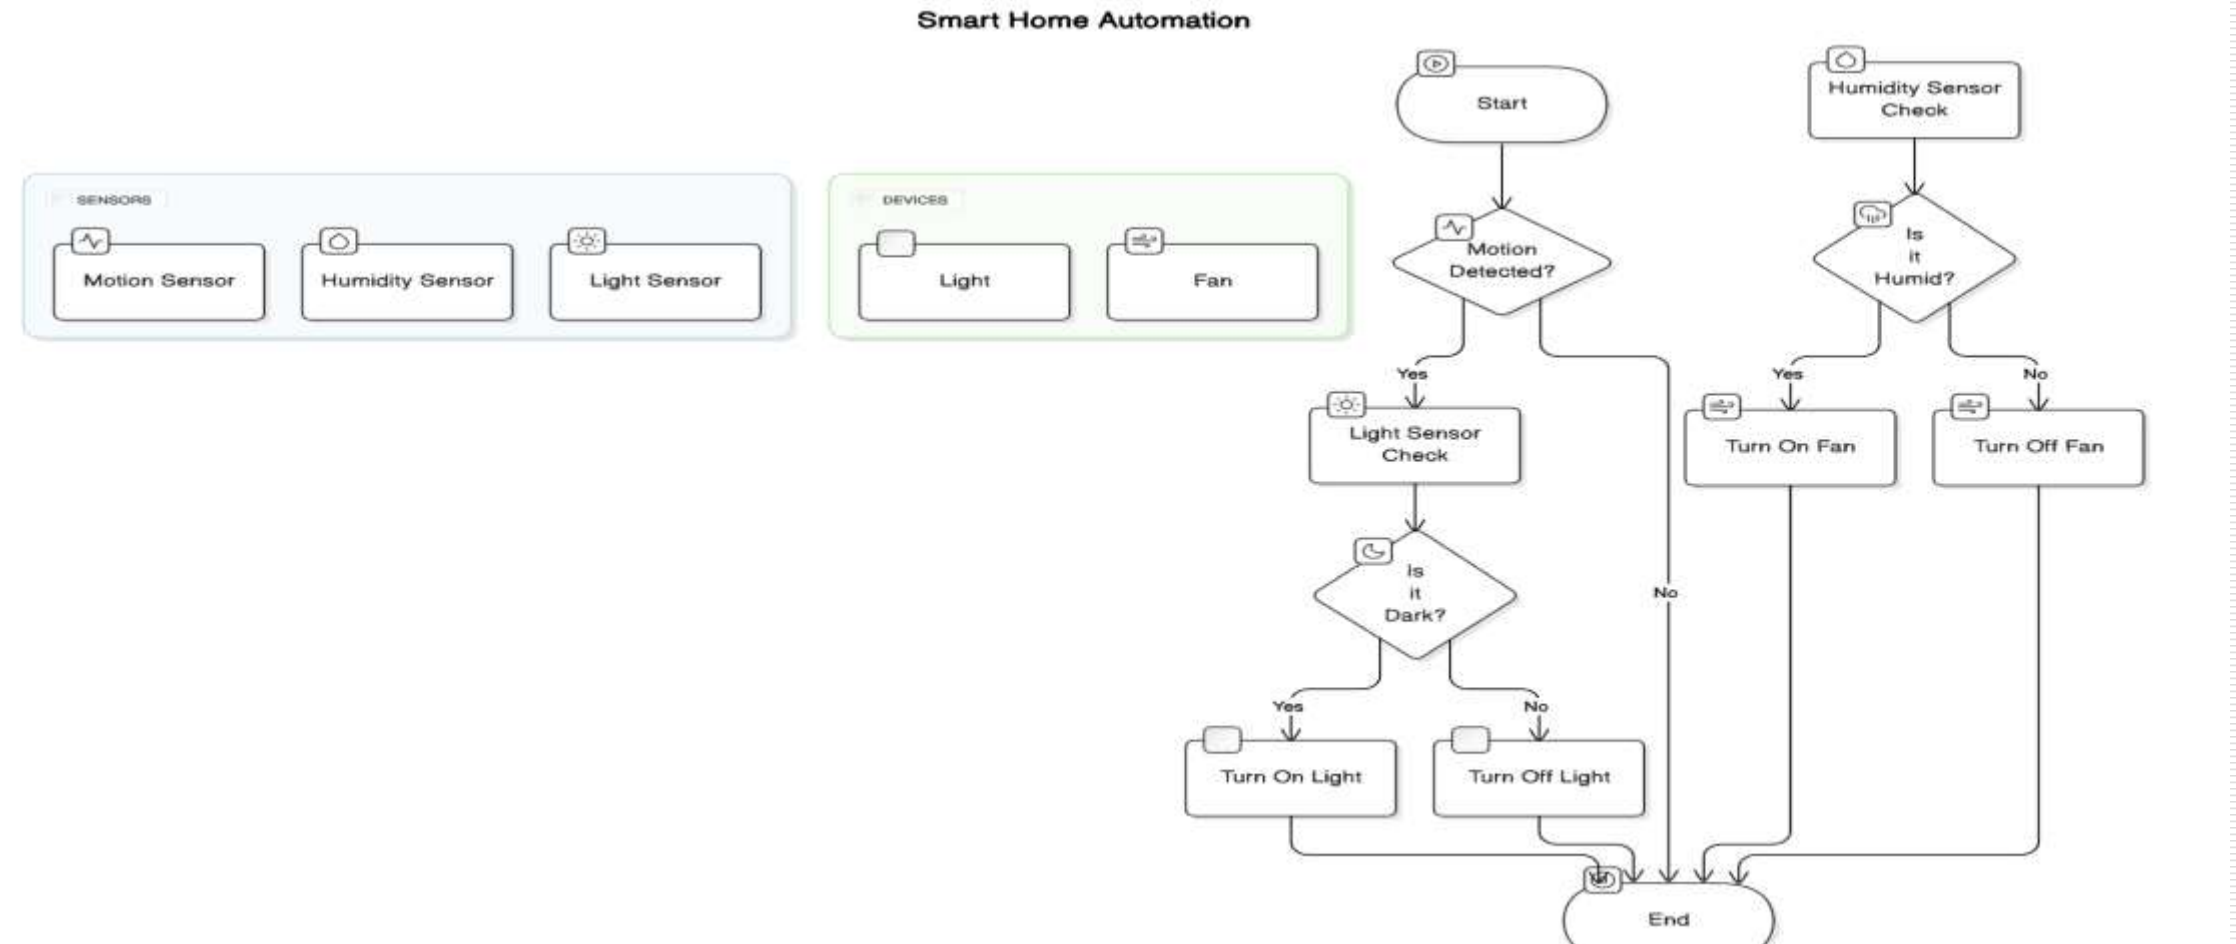 Smart Home Automation
Start
Humidity Sensor
Check
SENSORS
Motion Sensor
Humidity Sensor
Light Sensor
DEVICES
Light
Fan
Motion
Detected?
Is
it
Humid?
Yes
No
Yes
No
Light Sensor
Check
Turn On Fan
Turn Off Fan
Is
it
Dark?
Yes
No
Turn On Light
Turn Off Light
End